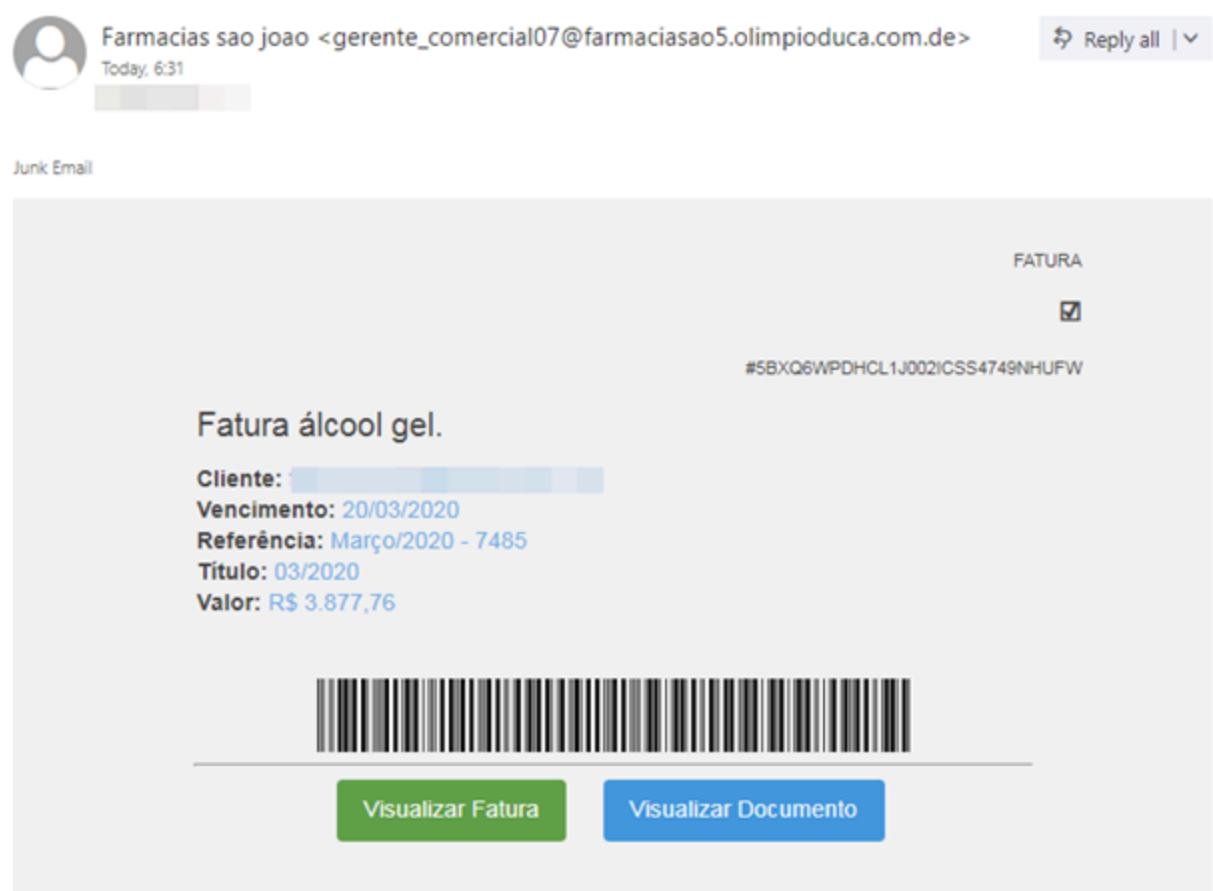 Farmacias sao joao <gerente_comercial07@farmaciasao5.olimpioduca.com.de>
Reply all
Today, 6:31
Junk Email
FATURA
#5BXQ6WPDHCL1J002ICSS4749NHUFW
Fatura álcool gel.
Cliente:
Vencimento: 20/03/2020
Referência: Março/2020 - 7485
Título: 03/2020
Valor: R$ 3.877,76
Visualizar Fatura
Visualizar Documento